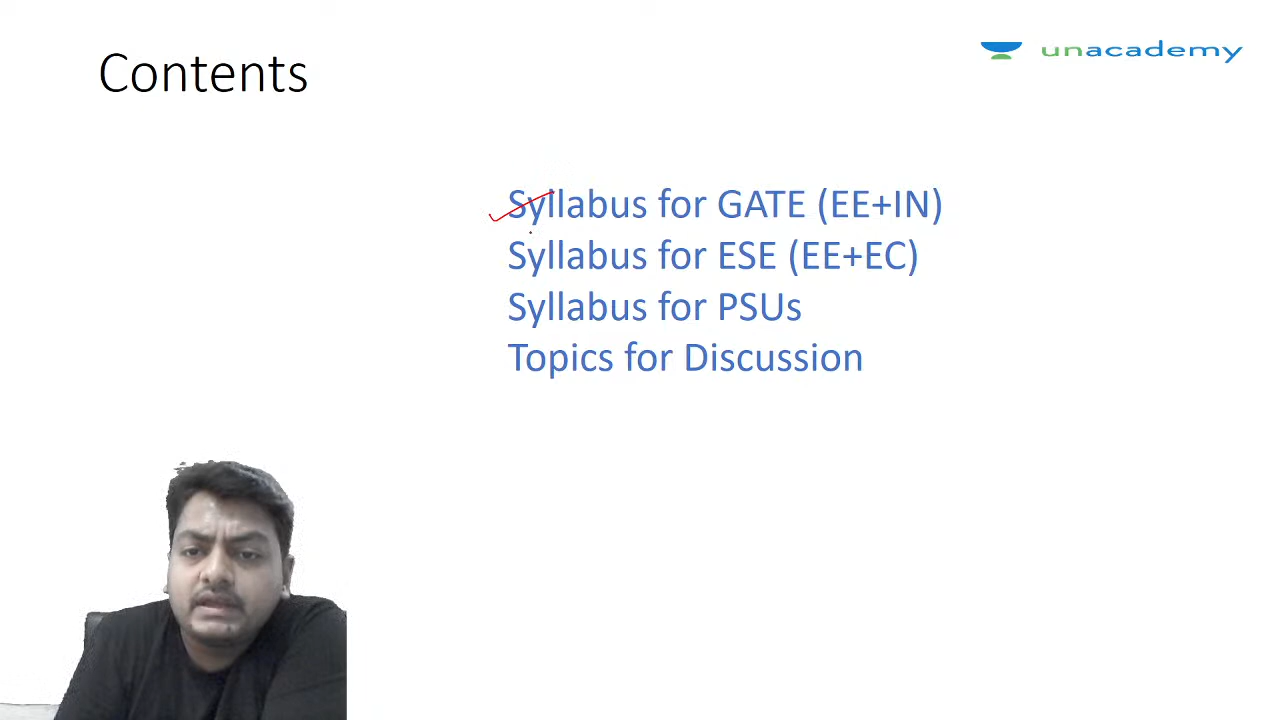 Contents
unacademy
Syllabus for GATE (EE+IN)
Syllabus for ESE (EE+EC)
Syllabus for PSUs
Topics for Discussion